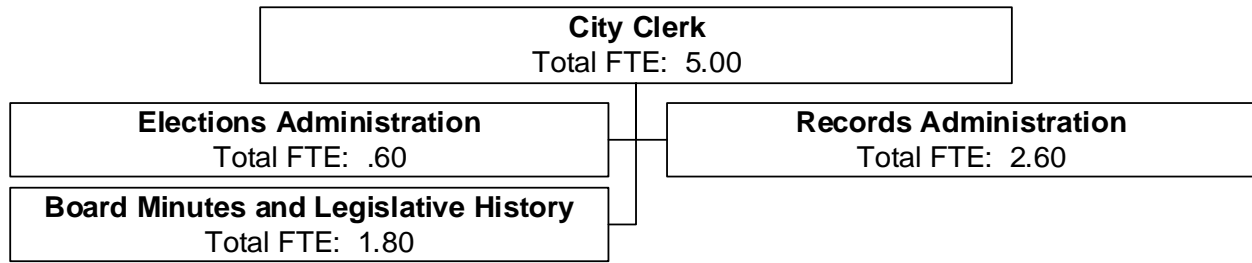 City Clerk
Total FTE: 5.00
Elections Administration
Total FTE: .60
Records Administration
Total FTE: 2.60
Board Minutes and Legislative History
Total FTE: 1.80